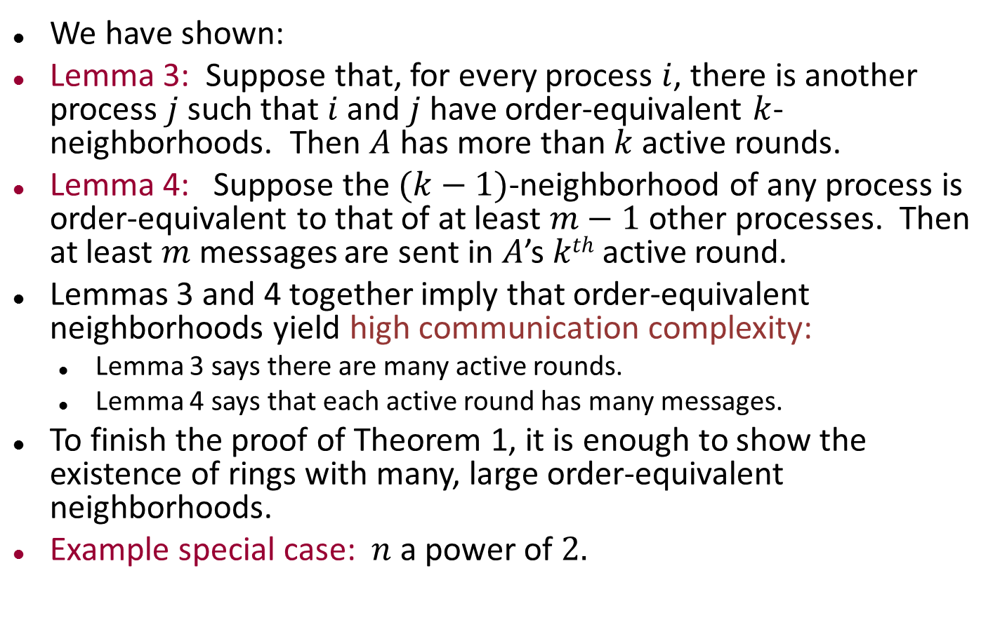 • We have shown:
• Lemma 3: Suppose that, for every process i, there is another
process j such that i and j have order-equivalent k-
neighborhoods. Then A has more than k active rounds.
• Lemma 4: Suppose the (k − 1)-neighborhood of any process is
order-equivalent to that of at least m − 1 other processes. Then
at least m messages are sent in A's kᵗʰ active round.
• Lemmas 3 and 4 together imply that order-equivalent
neighborhoods yield high communication complexity:
• Lemma 3 says there are many active rounds.
• Lemma 4 says that each active round has many messages.
• To finish the proof of Theorem 1, it is enough to show the
existence of rings with many, large order-equivalent
neighborhoods.
• Example special case: n a power of 2.